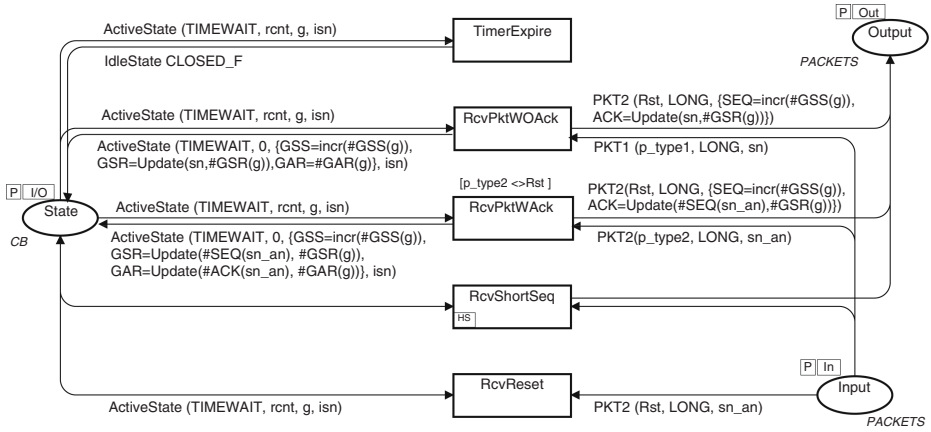 P Out
Output
PACKETS
ActiveState (TIMEWAIT, rcnt, g, isn)
TimerExpire
IdleState CLOSED_F
ActiveState (TIMEWAIT, rcnt, g, isn)
RcvPktWOAck
PKT2 (Rst, LONG, {SEQ=incr(#GSS(g)),
ACK=Update(sn,#GSR(g))})
ActiveState (TIMEWAIT, 0, {GSS=incr(#GSS(g)),
GSR=Update(sn,#GSR(g)),GAR=#GAR(g)}, isn)
PKT1 (p_type1, LONG, sn)
P I/O
State
CB
[p_type2 <>Rst ]
ActiveState (TIMEWAIT, rcnt, g, isn)
RcvPktWAck
PKT2(Rst, LONG, {SEQ=incr(#GSS(g)),
ACK=Update(#SEQ(sn_an),#GSR(g))})
ActiveState (TIMEWAIT, 0, {GSS=incr(#GSS(g)),
GSR=Update(#SEQ(sn_an), #GSR(g)),
GAR=Update(#ACK(sn_an), #GAR(g))}, isn)
PKT2(p_type2, LONG, sn_an)
RcvShortSeq
HS
P In
Input
PACKETS
RcvReset
ActiveState (TIMEWAIT, rcnt, g, isn)
PKT2 (Rst, LONG, sn_an)